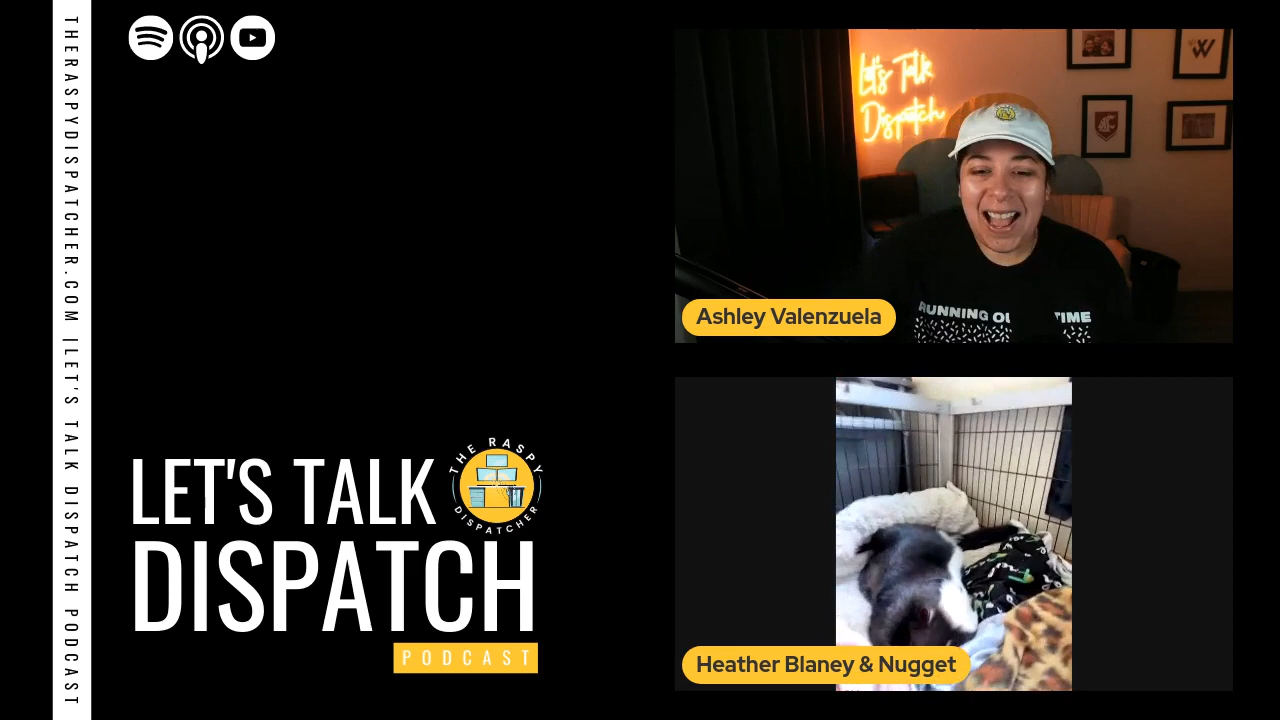 THERASPYDISPATCHER.COM | LET'S TALK DISPATCH PODCAST
Let's Talk
Dispatch
W
RUNNING OU TIME
Ashley Valenzuela
THE RASPY
DISPATCHER
LET'S TALK
DISPATCH
PODCAST
Heather Blaney & Nugget